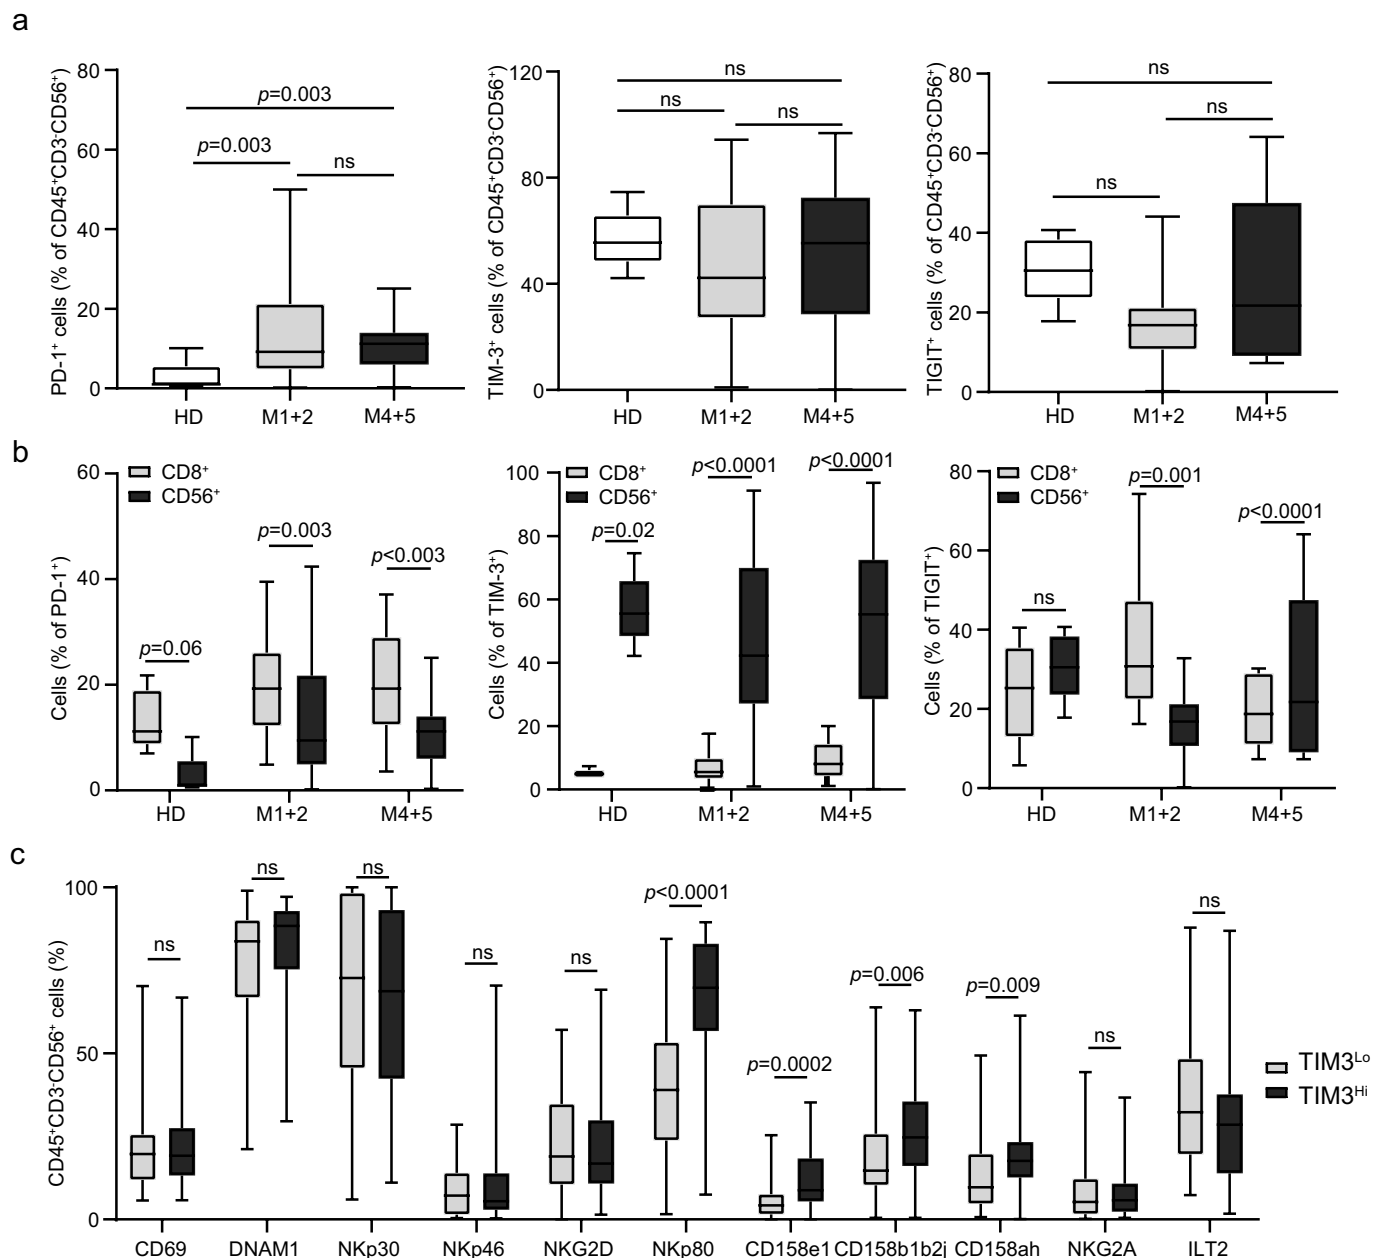 a
PD-1⁺ cells (% of CD45⁺CD3⁻CD56⁺)
80
60
40
20
0
p=0.003
p=0.003
ns
HD M1+2 M4+5
TIM-3⁺ cells (% of CD45⁺CD3⁻CD56⁺)
120
80
40
0
ns
ns
ns
HD M1+2 M4+5
TIGIT⁺ cells (% of CD45⁺CD3⁻CD56⁺)
80
60
40
20
0
ns
ns
ns
HD M1+2 M4+5
b
Cells (% of PD-1⁺)
60
40
20
0
CD8⁺
CD56⁺
p=0.06
p=0.003
p<0.003
HD M1+2 M4+5
Cells (% of TIM-3⁺)
100
80
60
40
20
0
CD8⁺
CD56⁺
p=0.02
p<0.0001
p<0.0001
HD M1+2 M4+5
Cells (% of TIGIT⁺)
80
60
40
20
0
CD8⁺
CD56⁺
ns
p=0.001
p<0.0001
HD M1+2 M4+5
c
CD45⁺CD3⁻CD56⁺ cells (%)
100
50
0
ns
ns
ns
ns
ns
p<0.0001
p=0.0002
p=0.006
p=0.009
ns
ns
TIM3ᴸᵒ
TIM3ᴴⁱ
CD69 DNAM1 NKp30 NKp46 NKG2D NKp80 CD158e1 CD158b1b2j CD158ah NKG2A ILT2